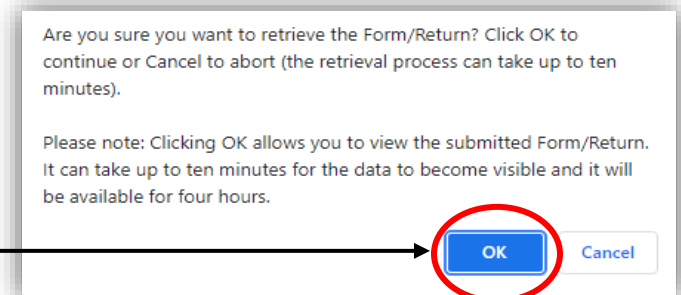 Are you sure you want to retrieve the Form/Return? Click OK to
continue or Cancel to abort (the retrieval process can take up to ten
minutes).
Please note: Clicking OK allows you to view the submitted Form/Return.
It can take up to ten minutes for the data to become visible and it will
be available for four hours.
OK Cancel